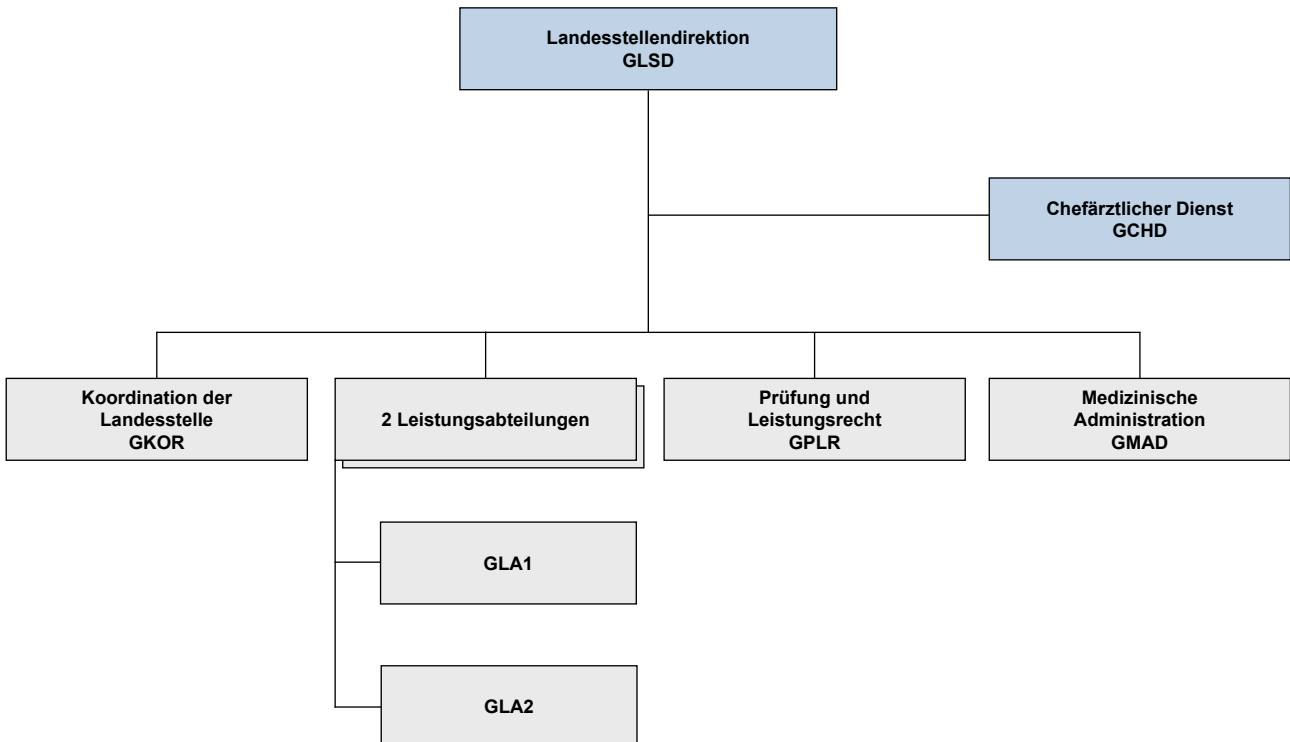 Landesstellendirektion
GLSD
Chefärztlicher Dienst
GCHD
Koordination der
Landesstelle
GKOR
2 Leistungsabteilungen
Prüfung und
Leistungsrecht
GPLR
Medizinische
Administration
GMAD
GLA1
GLA2